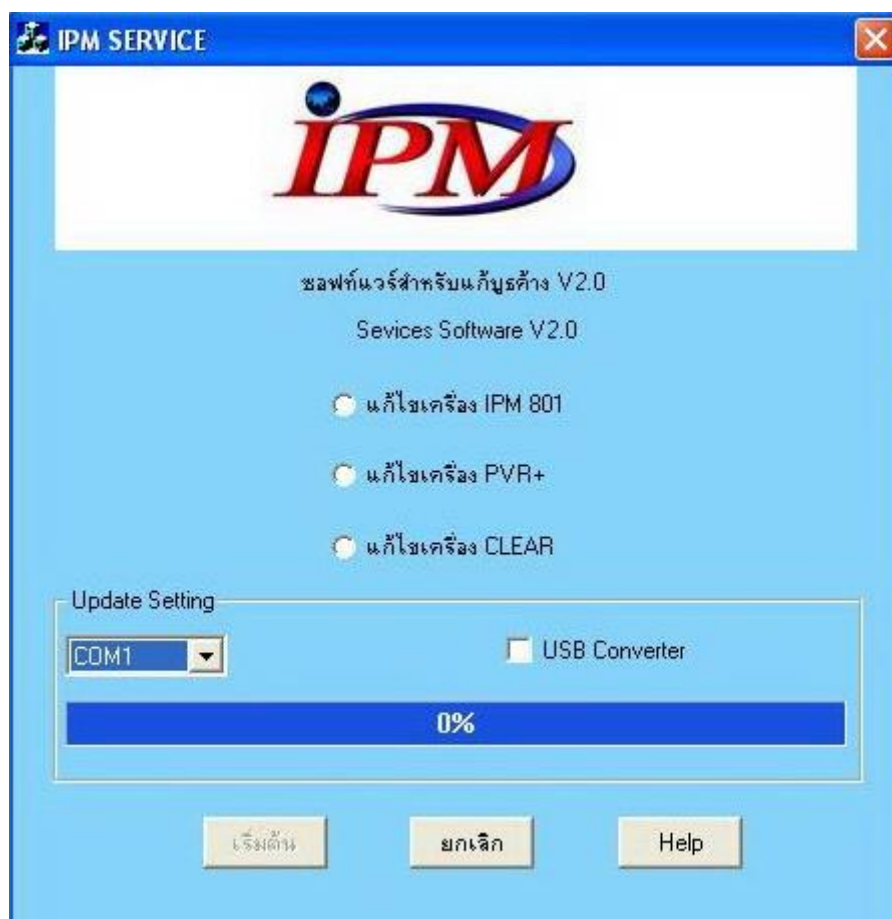 IPM SERVICE
IPM
ซอฟท์แวร์สำหรับแก้บูธค้าง V2.0
Sevices Software V2.0
แก้ไขเครื่อง IPM 801
แก้ไขเครื่อง PVR+
แก้ไขเครื่อง CLEAR
Update Setting
COM1 USB Converter
0%
เริ่มต้น ยกเลิก Help